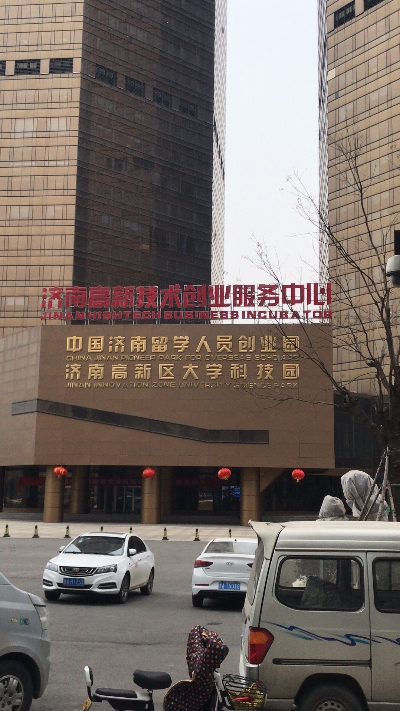 济南高新技术创业服务中心
JINAN HIGHTECH BUSINESS INCUBATOR
中国济南留学人员创业园
CHINA JINAN PIONEER PARK FOR OVERSEAS SCHOLARS
济南高新区大学科技园
JINAN INNOVATION ZONE UNIVERSITY SCIENCE PARK